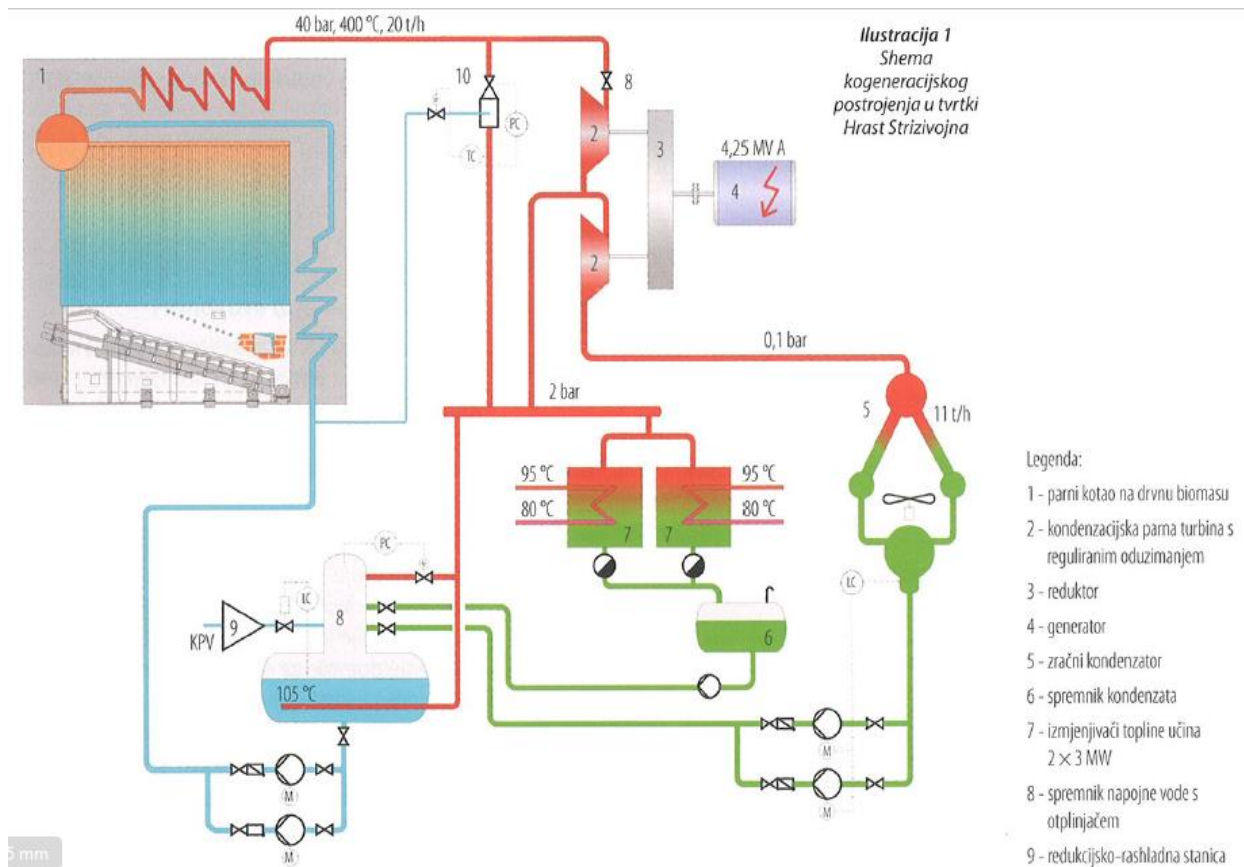 40 bar, 400 °C, 20 t/h
Ilustracija 1
Shema
kogeneracijskog
postrojenja u tvrtki
Hrast Strizivojna
1
10
8
PC
TC
2
3
4,25 MV A
4
2
0,1 bar
2 bar
5
11 t/h
95 °C
95 °C
80 °C
80 °C
7
7
PC
LC
8
9
KPV
6
LC
105 °C
M
M
M
M
Legenda:
1 - parni kotao na drvnu biomasu
2 - kondenzacijska parna turbina s
reguliranim oduzimanjem
3 - reduktor
4 - generator
5 - zračni kondenzator
6 - spremnik kondenzata
7 - izmjenjivači topline učina
2 × 3 MW
8 - spremnik napojne vode s
otplinjačem
9 - redukcijsko-rashladna stanica